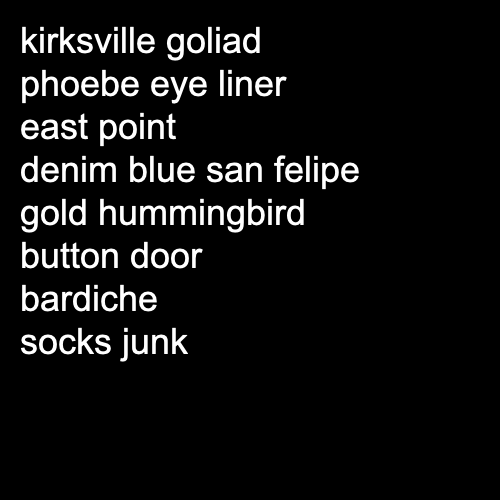 kirksville goliad
phoebe eye liner
east point
denim blue san felipe
gold hummingbird
button door
bardiche
socks junk